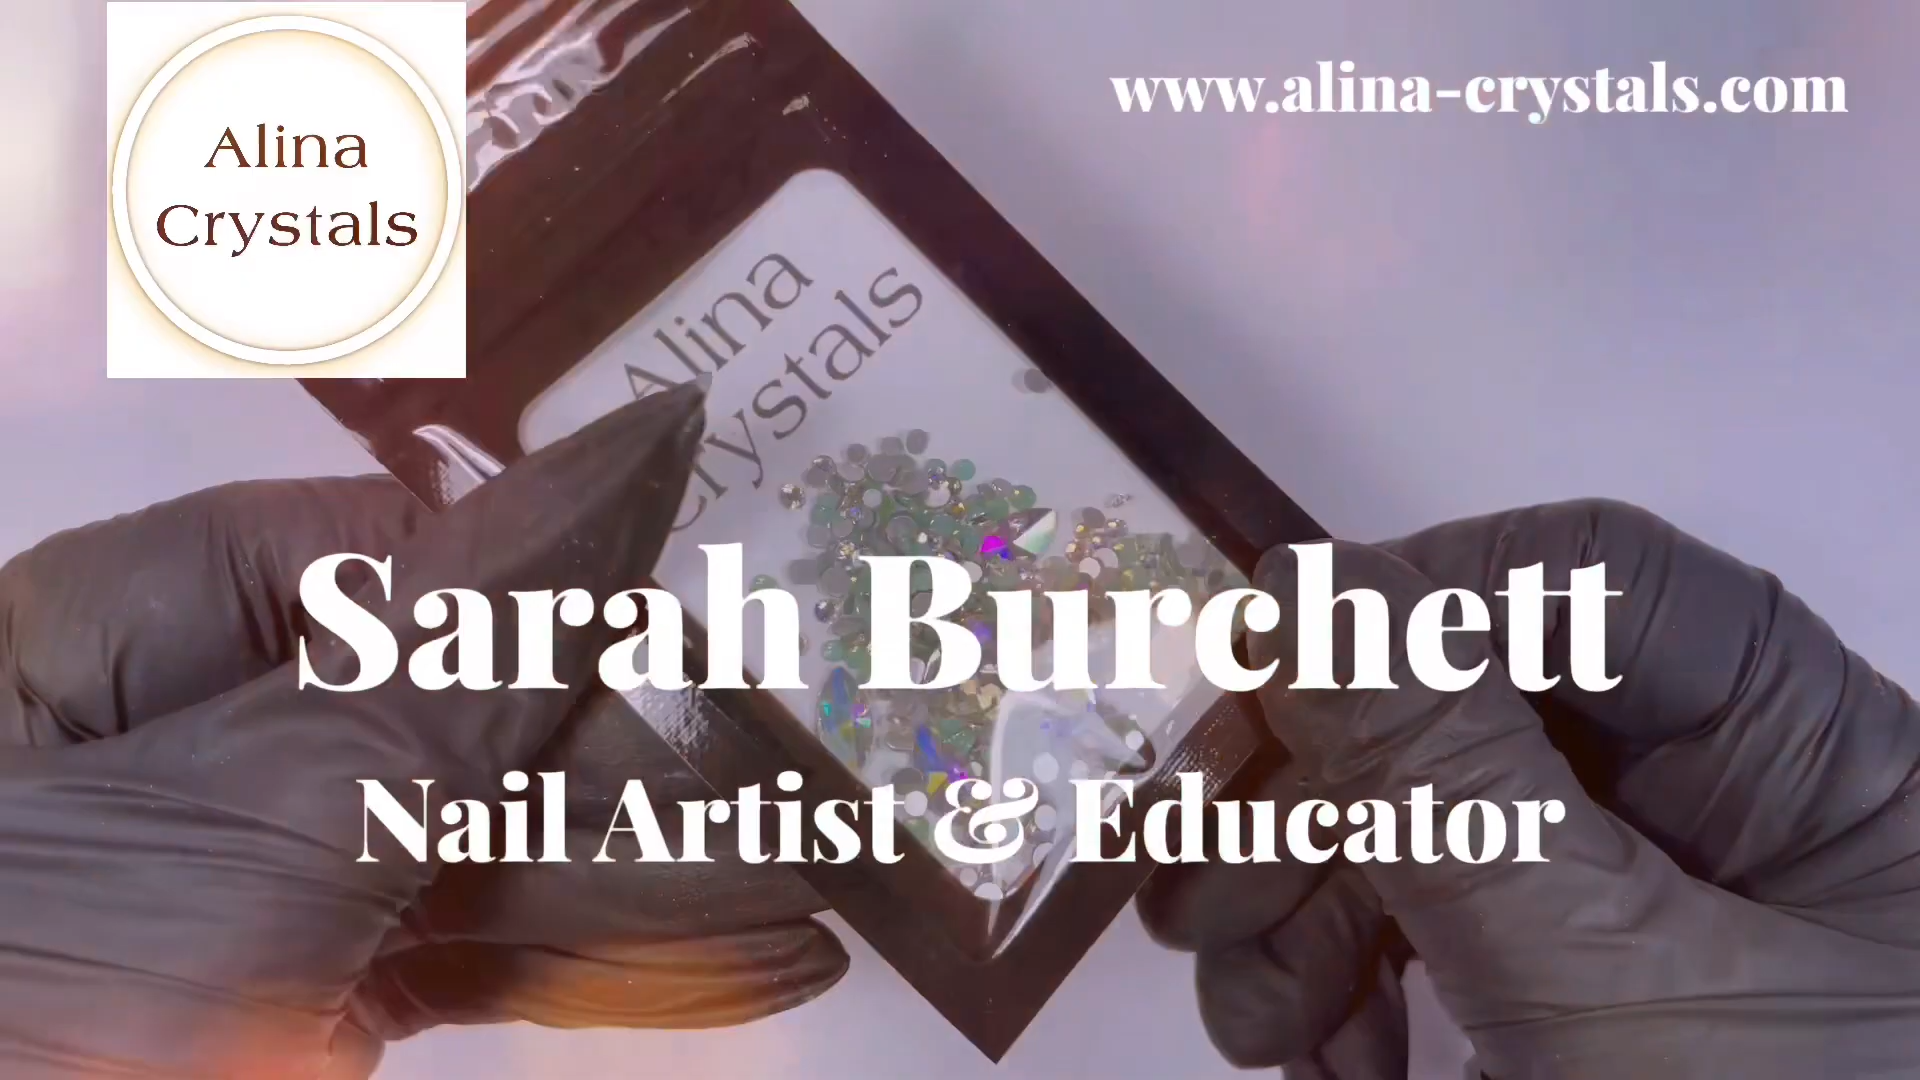 Alina
Crystals
www.alina-crystals.com
Alina
Crystals
Sarah Burchett
Nail Artist & Educator